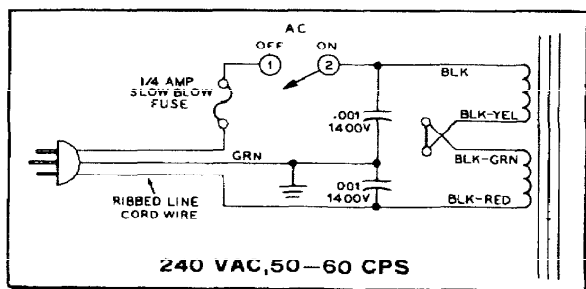 AC
OFF ON
1 2
1/4 AMP
SLOW BLOW
FUSE
BLK
.001
1400V
BLK-YEL
GRN
BLK-GRN
.001
1400V
RIBBED LINE
CORD WIRE
BLK-RED
240 VAC,50–60 CPS